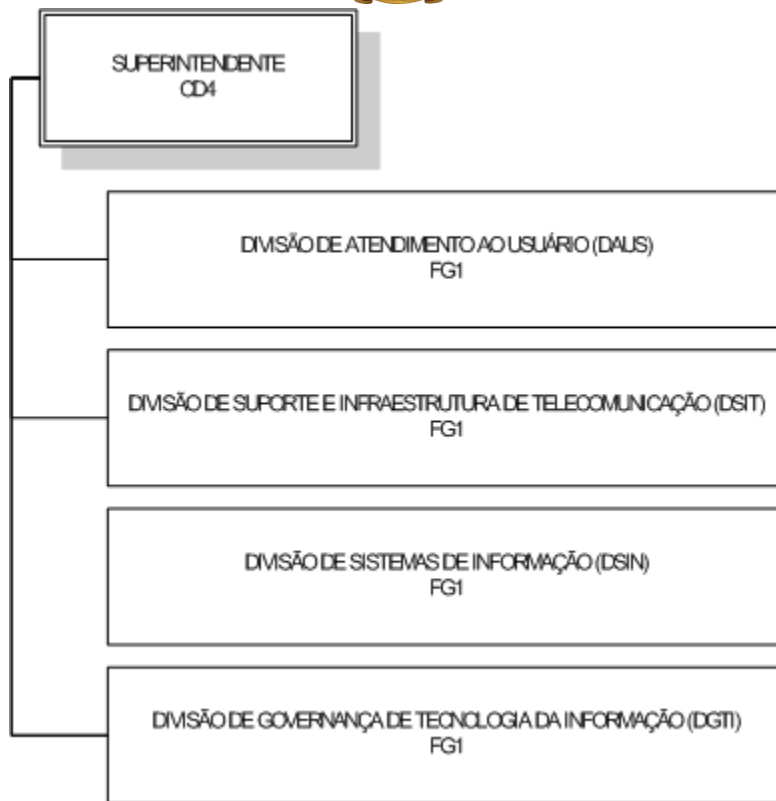 SUPERINTENDENTE
CD4
DIVISÃO DE ATENDIMENTO AO USUÁRIO (DAUS)
FG1
DIVISÃO DE SUPORTE E INFRAESTRUTURA DE TELECOMUNICAÇÃO (DSIT)
FG1
DIVISÃO DE SISTEMAS DE INFORMAÇÃO (DSIN)
FG1
DIVISÃO DE GOVERNANÇA DE TECNOLOGIA DA INFORMAÇÃO (DGTI)
FG1